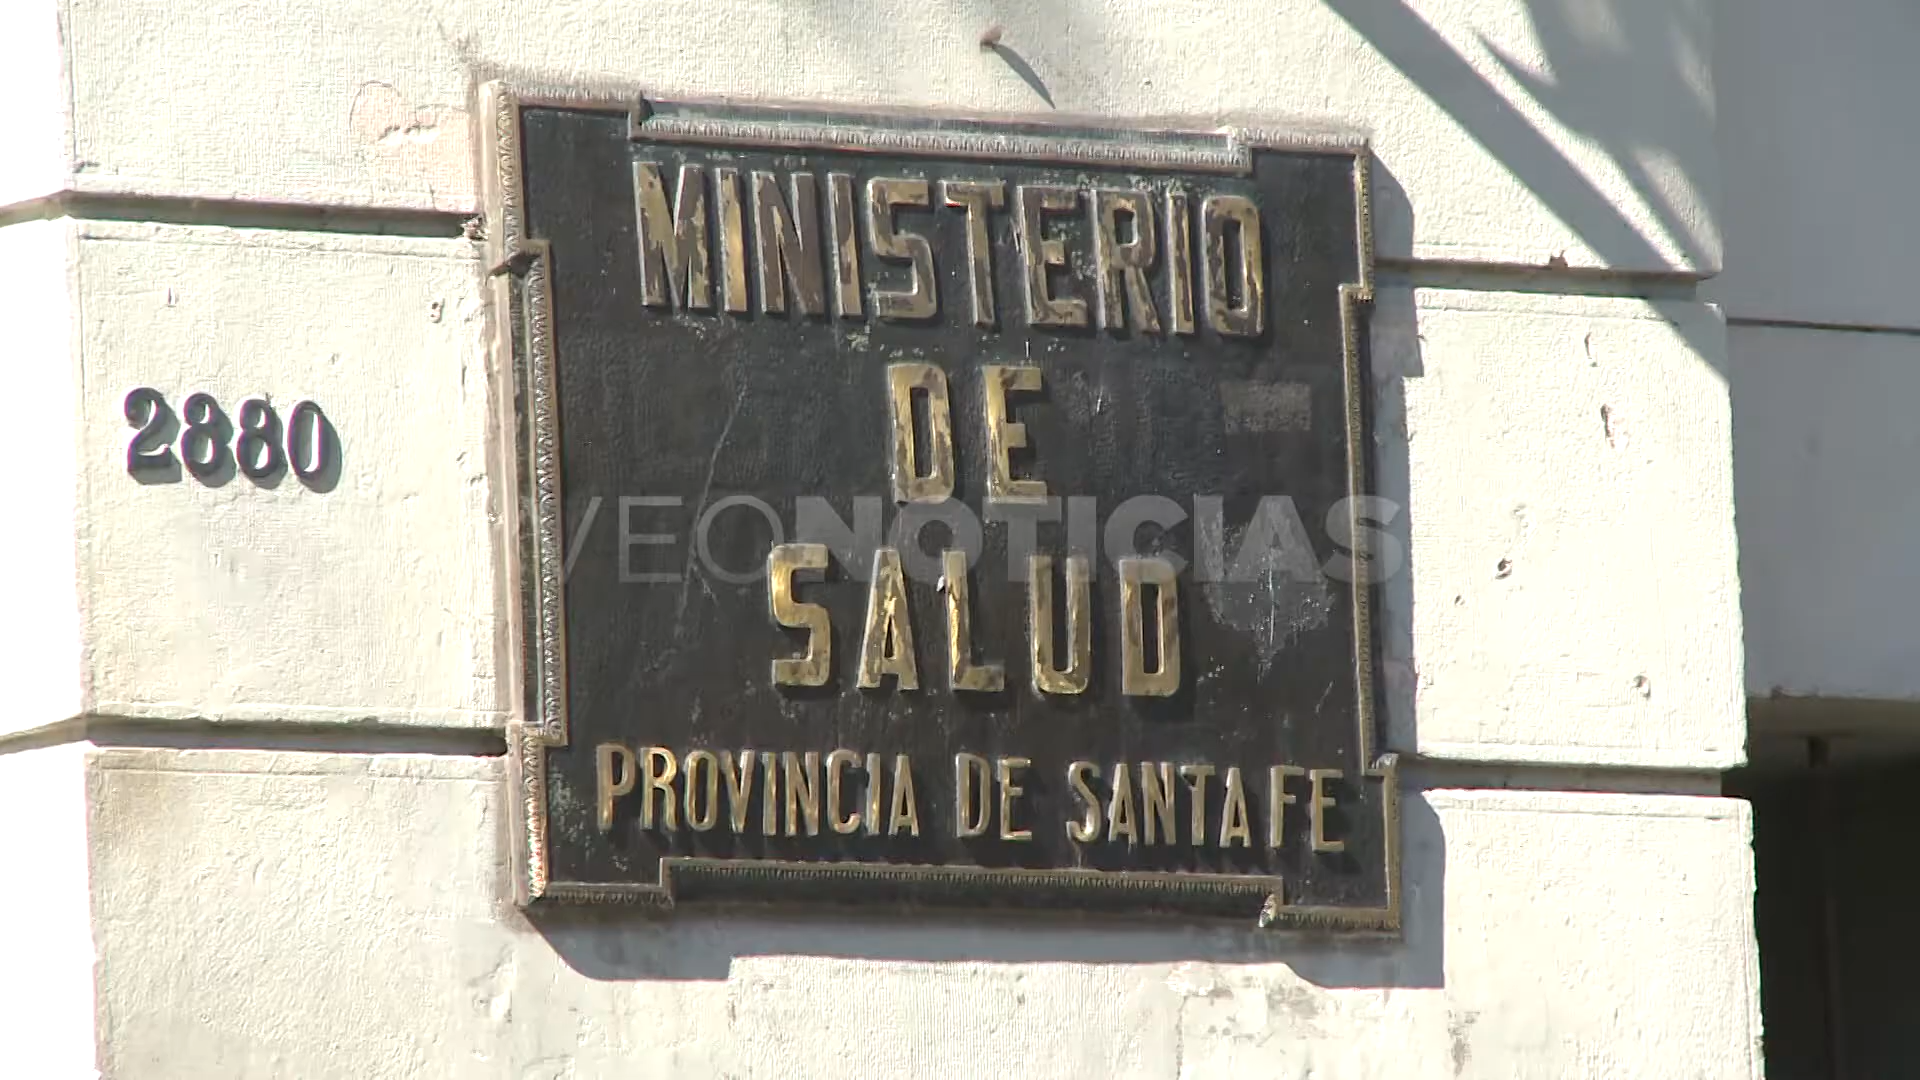 MINISTERIO
DE
SALUD
PROVINCIA DE SANTA FE
2880
VEONOTICIAS